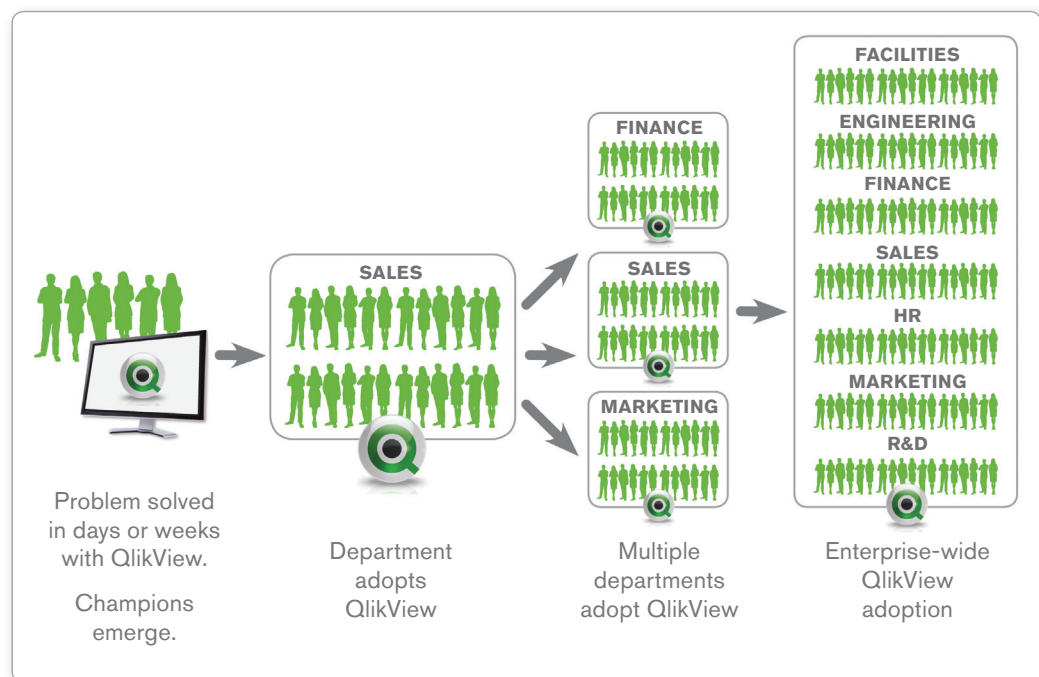 Problem solved
in days or weeks
with QlikView.
Champions
emerge.
SALES
Department
adopts
QlikView
FINANCE
SALES
MARKETING
Multiple
departments
adopt QlikView
FACILITIES
ENGINEERING
FINANCE
SALES
HR
MARKETING
R&D
Enterprise-wide
QlikView
adoption